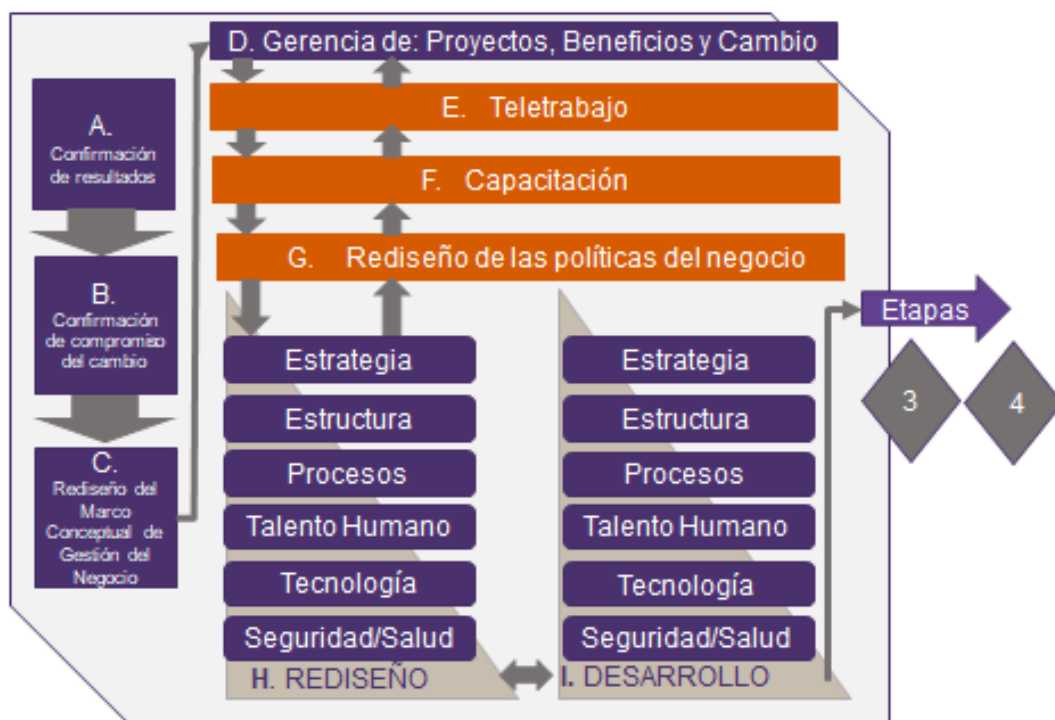 D. Gerencia de: Proyectos, Beneficios y Cambio
A.
Confirmación
de resultados
B.
Confirmación
de compromiso
del cambio
C.
Rediseño del
Marco
Conceptual de
Gestión del
Negocio
E. Teletrabajo
F. Capacitación
G. Rediseño de las políticas del negocio
Estrategia
Estructura
Procesos
Talento Humano
Tecnología
Seguridad/Salud
H. REDISEÑO
Estrategia
Estructura
Procesos
Talento Humano
Tecnología
Seguridad/Salud
I. DESARROLLO
Etapas
3
4